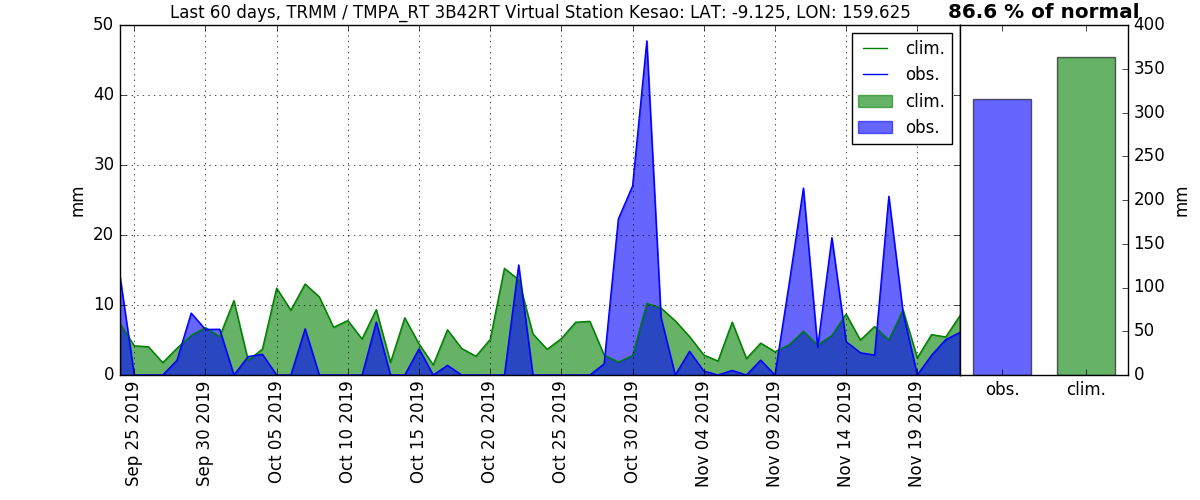 Last 60 days, TRMM / TMPA_RT 3B42RT Virtual Station Kesao: LAT: -9.125, LON: 159.625
86.6 % of normal
50
40
30
20
10
0
mm
clim.
obs.
clim.
obs.
400
350
300
250
200
150
100
50
0
mm
obs.
clim.
Sep 25 2019
Sep 30 2019
Oct 05 2019
Oct 10 2019
Oct 15 2019
Oct 20 2019
Oct 25 2019
Oct 30 2019
Nov 04 2019
Nov 09 2019
Nov 14 2019
Nov 19 2019